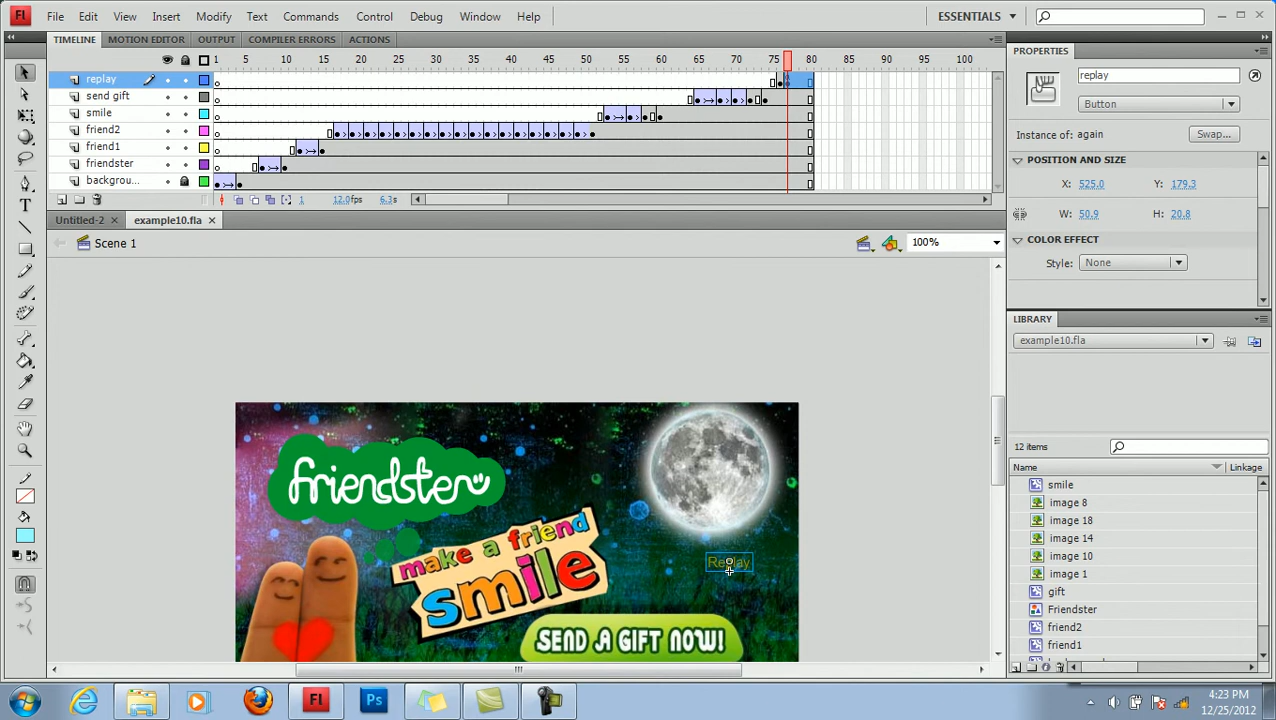 Fl File Edit View Insert Modify Text Commands Control Debug Window Help ESSENTIALS
TIMELINE MOTION EDITOR OUTPUT COMPILER ERRORS ACTIONS
1 5 10 15 20 25 30 35 40 45 50 55 60 65 70 75 80 85 90 95 100
replay
send gift
smile
friend2
friend1
friendster
backgrou...
1 12.0fps 6.3s
Untitled-2 example10.fla
Scene 1 100%
friendster
make a friend
smile
Replay
SEND A GIFT NOW!
PROPERTIES
replay
Button
Instance of: again Swap...
POSITION AND SIZE
X: 525.0 Y: 179.3
W: 50.9 H: 20.8
COLOR EFFECT
Style: None
LIBRARY
example10.fla
12 items
Name Linkage
smile
image 8
image 18
image 14
image 10
image 1
gift
Friendster
friend2
friend1
Fl Ps
4:23 PM
12/25/2012